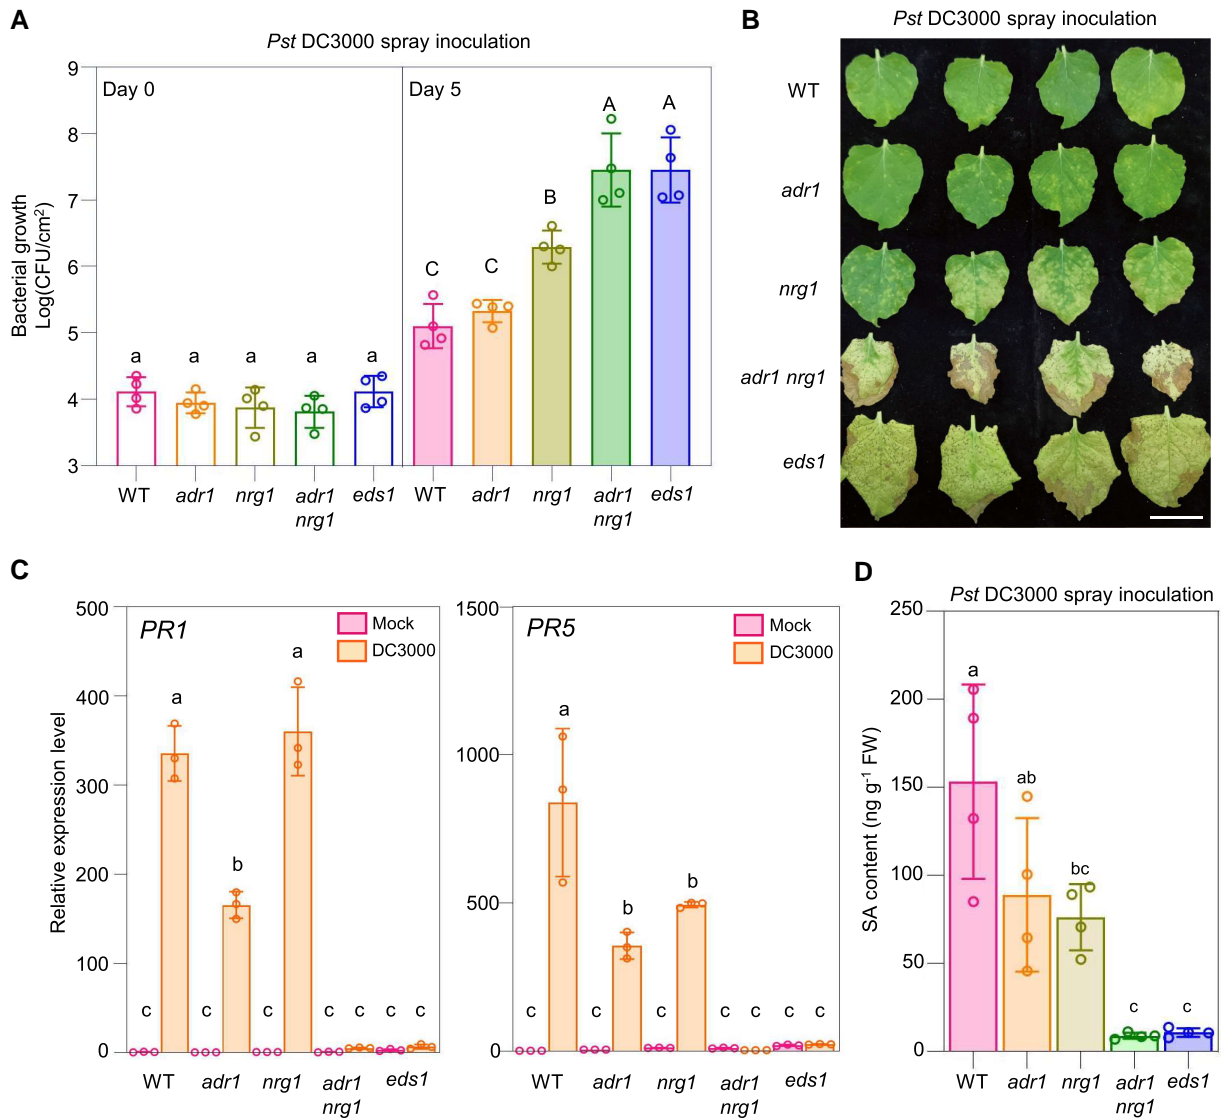 A
Pst DC3000 spray inoculation
Bacterial growth
Log(CFU/cm²)
9
8
7
6
5
4
3
Day 0
Day 5
a a a a a
C C B A A
WT adr1 nrg1 adr1 eds1 WT adr1 nrg1 adr1 eds1
nrg1 nrg1
B
Pst DC3000 spray inoculation
WT
adr1
nrg1
adr1 nrg1
eds1
C
Relative expression level
500
400
300
200
100
0
PR1
Mock
DC3000
c a c b c a c c c c
WT adr1 nrg1 adr1 eds1
nrg1
1500
1000
500
0
PR5
Mock
DC3000
c a c b c b c c c c
WT adr1 nrg1 adr1 eds1
nrg1
D
Pst DC3000 spray inoculation
SA content (ng g⁻¹ FW)
250
200
150
100
50
0
a ab bc c c
WT adr1 nrg1 adr1 eds1
nrg1